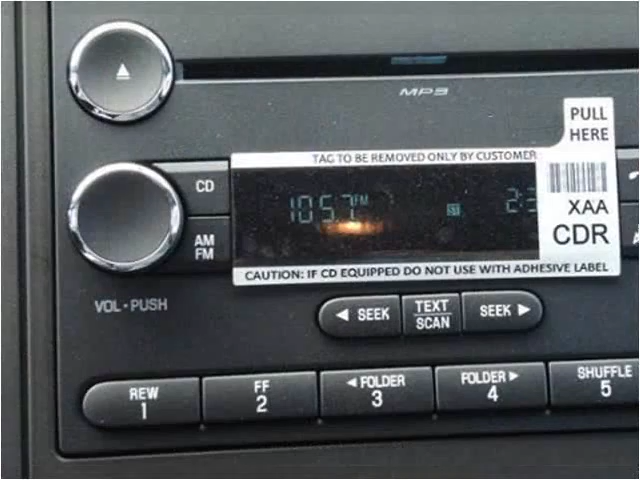 MP3
PULL
HERE
TAG TO BE REMOVED ONLY BY CUSTOMER
CD
1057 FM
ST
XAA
CDR
AM
FM
CAUTION: IF CD EQUIPPED DO NOT USE WITH ADHESIVE LABEL
VOL • PUSH
◀ SEEK
TEXT
SCAN
SEEK ▶
REW
1
FF
2
◀ FOLDER
3
FOLDER ▶
4
SHUFFLE
5